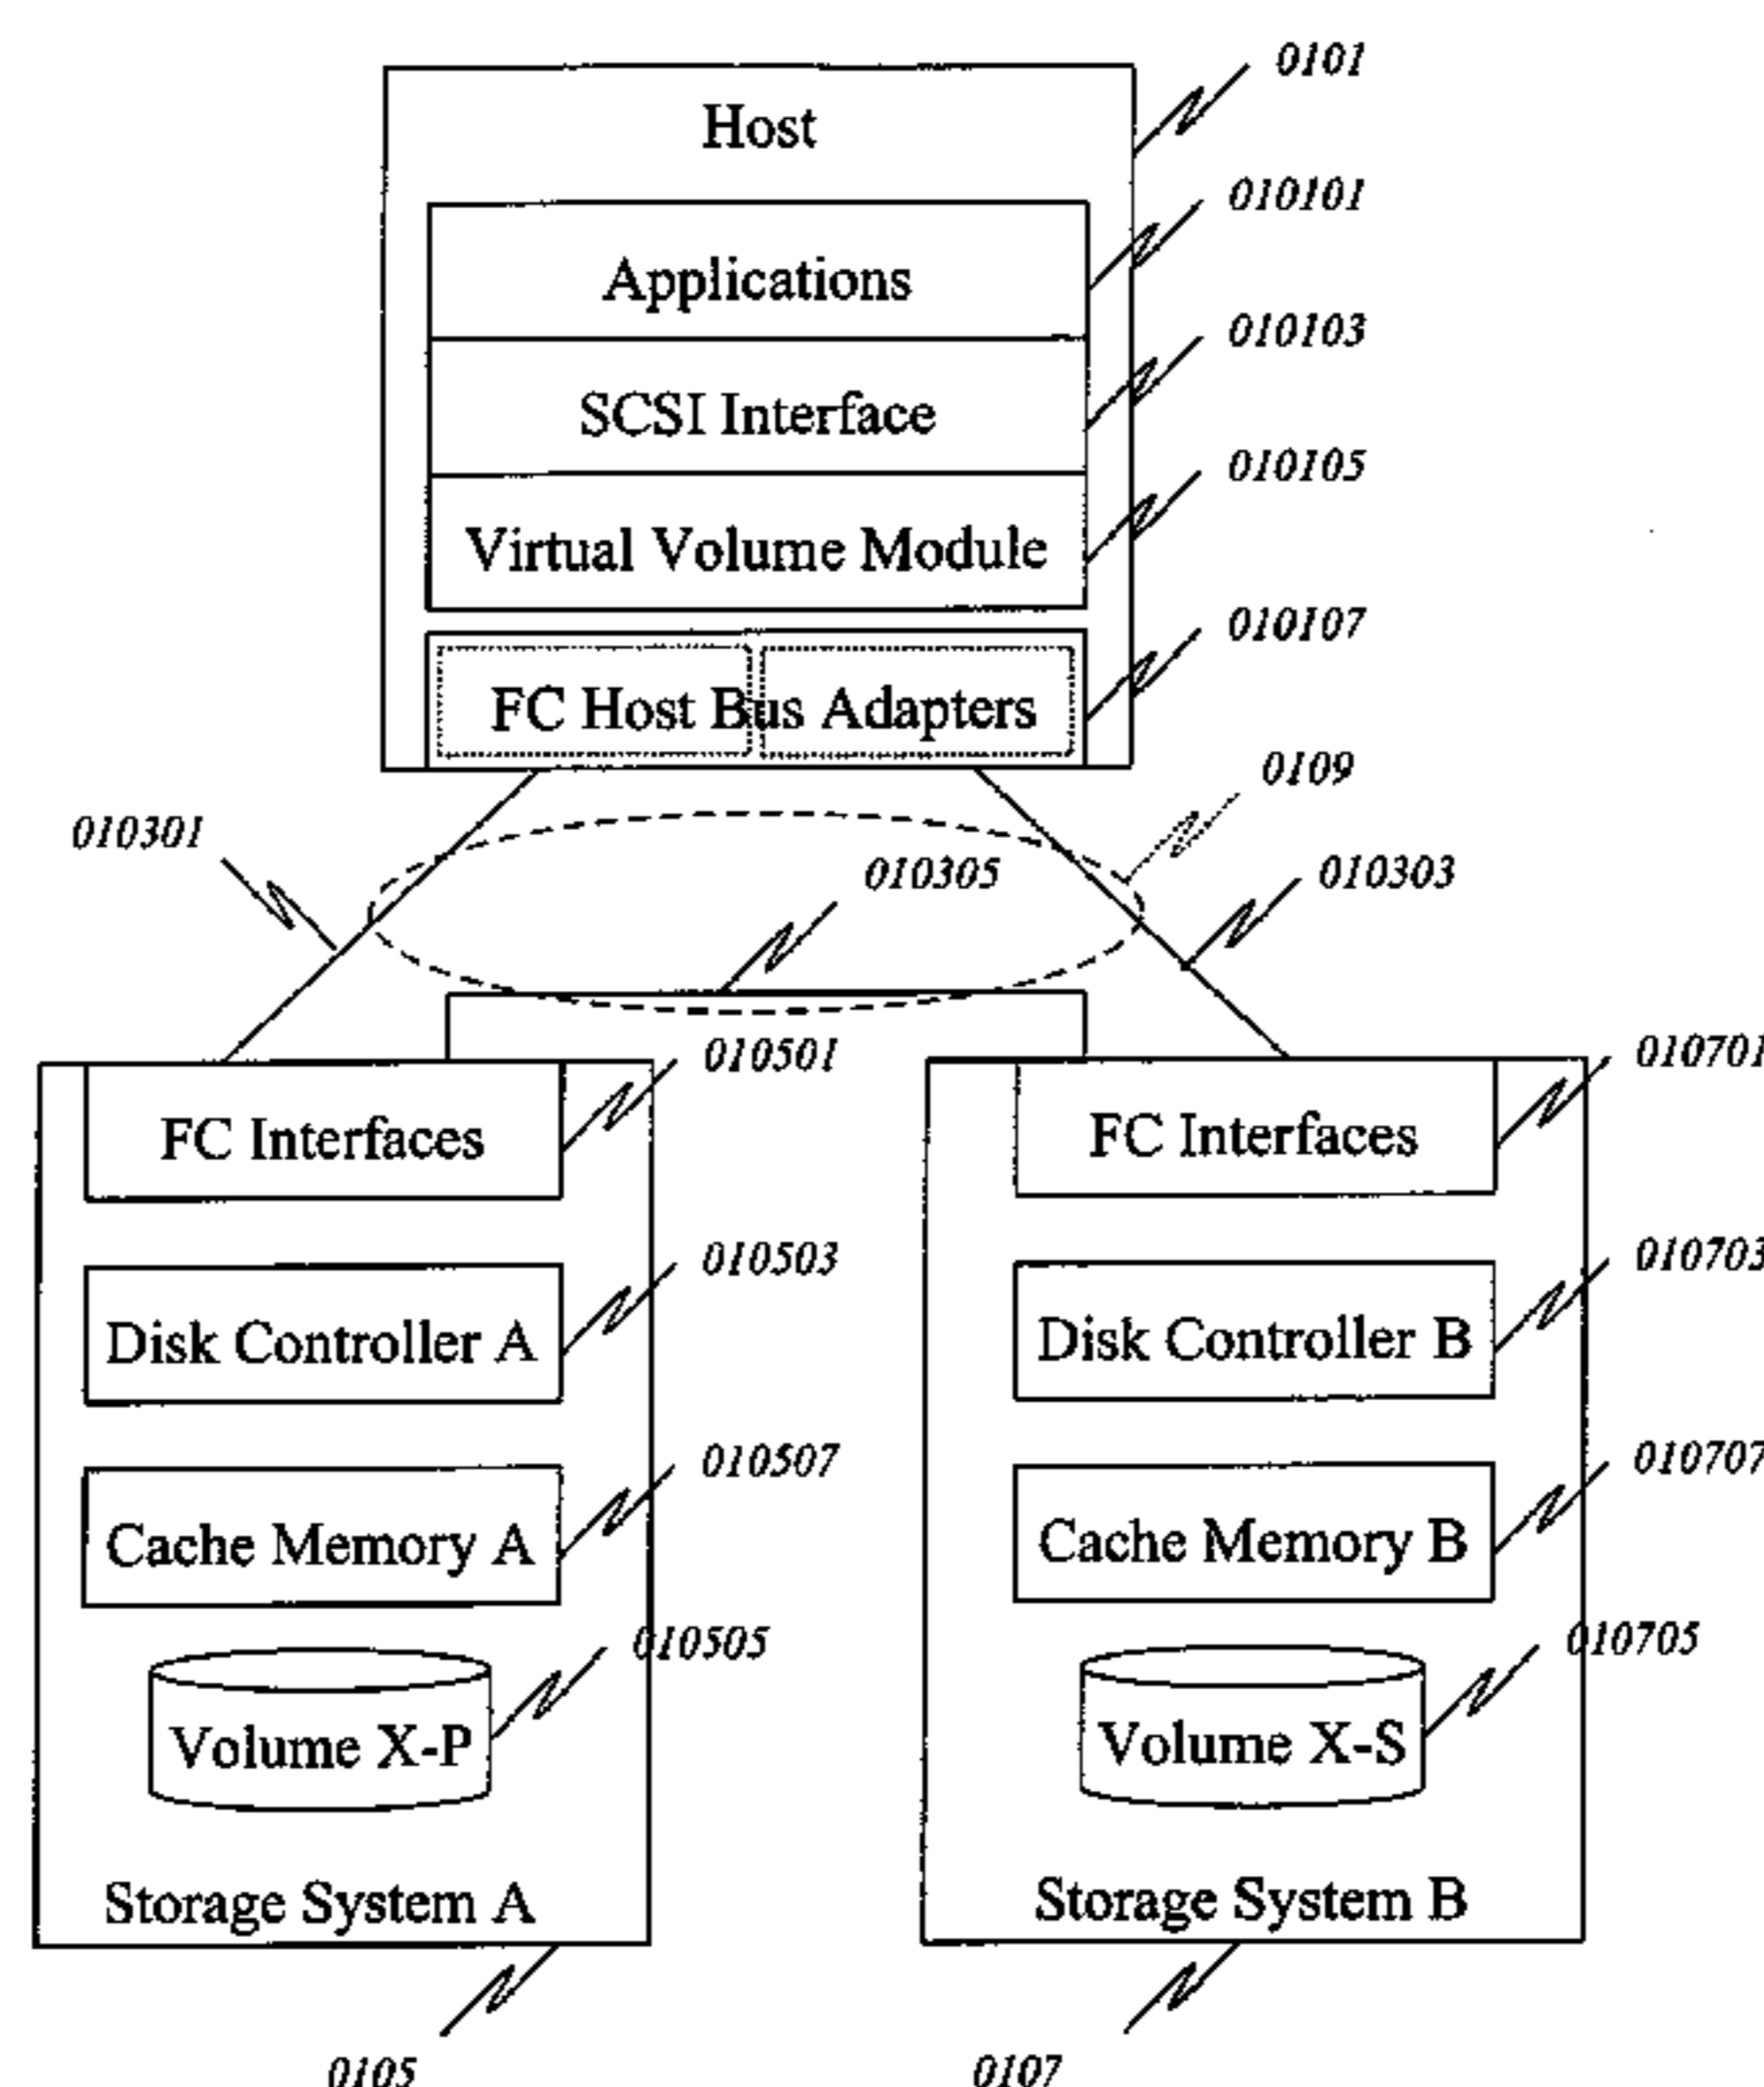 0101
Host
010101
Applications
010103
SCSI Interface
010105
Virtual Volume Module
010107
FC Host Bus Adapters
0109
010301
010305
010303
010501
010701
FC Interfaces
FC Interfaces
010503
010703
Disk Controller A
Disk Controller B
010507
010707
Cache Memory A
Cache Memory B
010505
010705
Volume X-P
Volume X-S
Storage System A
Storage System B
0105
0107